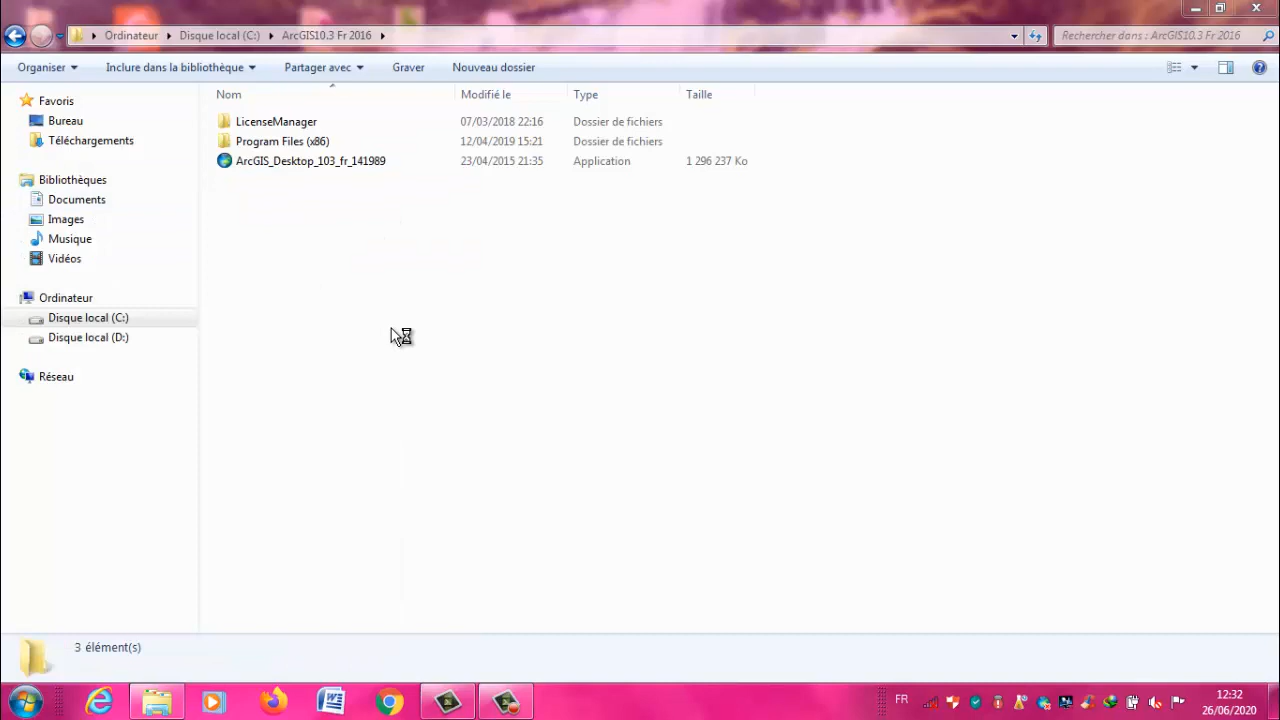 Ordinateur Disque local (C:) ArcGIS10.3 Fr 2016 Rechercher dans : ArcGIS10.3 Fr 2016
Organiser Inclure dans la bibliothèque Partager avec Graver Nouveau dossier
Nom Modifié le Type Taille
Favoris
Bureau
Téléchargements
Bibliothèques
Documents
Images
Musique
Vidéos
Ordinateur
Disque local (C:)
Disque local (D:)
Réseau
LicenseManager 07/03/2018 22:16 Dossier de fichiers
Program Files (x86) 12/04/2019 15:21 Dossier de fichiers
ArcGIS_Desktop_103_fr_141989 23/04/2015 21:35 Application 1 296 237 Ko
3 élément(s)
FR 12:32
26/06/2020